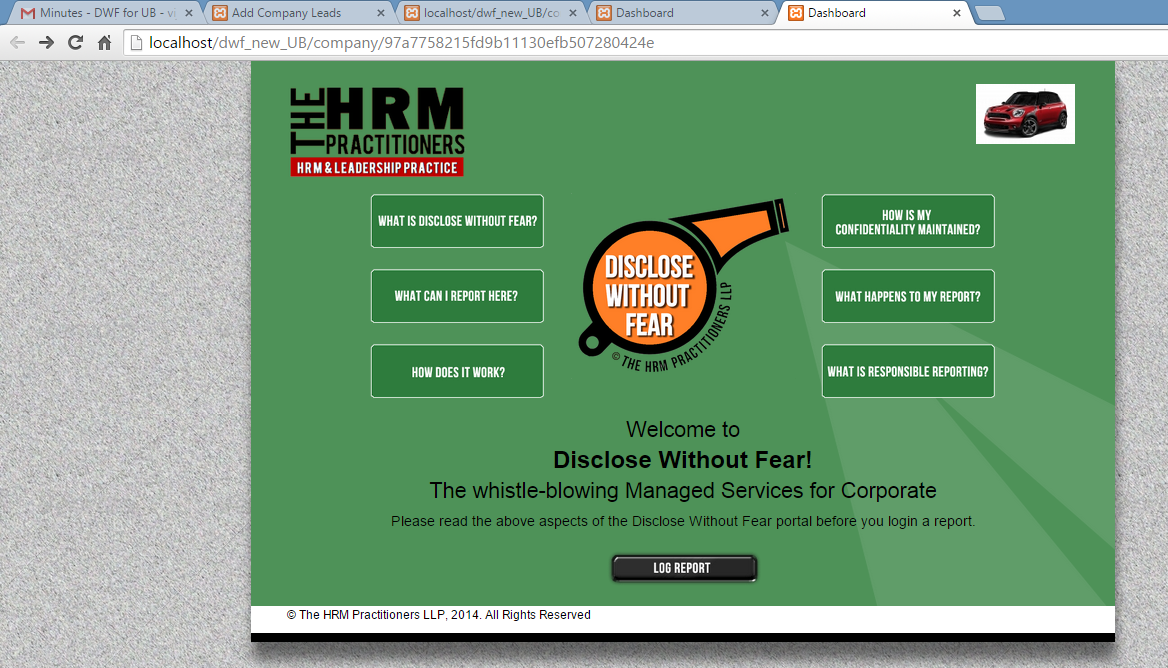 Minutes - DWF for UB - vi
Add Company Leads
localhost/dwf_new_UB/co
Dashboard
Dashboard
localhost/dwf_new_UB/company/97a7758215fd9b11130efb507280424e
THE HRM
PRACTITIONERS
HRM & LEADERSHIP PRACTICE
WHAT IS DISCLOSE WITHOUT FEAR?
WHAT CAN I REPORT HERE?
HOW DOES IT WORK?
DISCLOSE
WITHOUT
FEAR
© THE HRM PRACTITIONERS LLP
HOW IS MY
CONFIDENTIALITY MAINTAINED?
WHAT HAPPENS TO MY REPORT?
WHAT IS RESPONSIBLE REPORTING?
Welcome to
Disclose Without Fear!
The whistle-blowing Managed Services for Corporate
Please read the above aspects of the Disclose Without Fear portal before you login a report.
LOG REPORT
© The HRM Practitioners LLP, 2014. All Rights Reserved